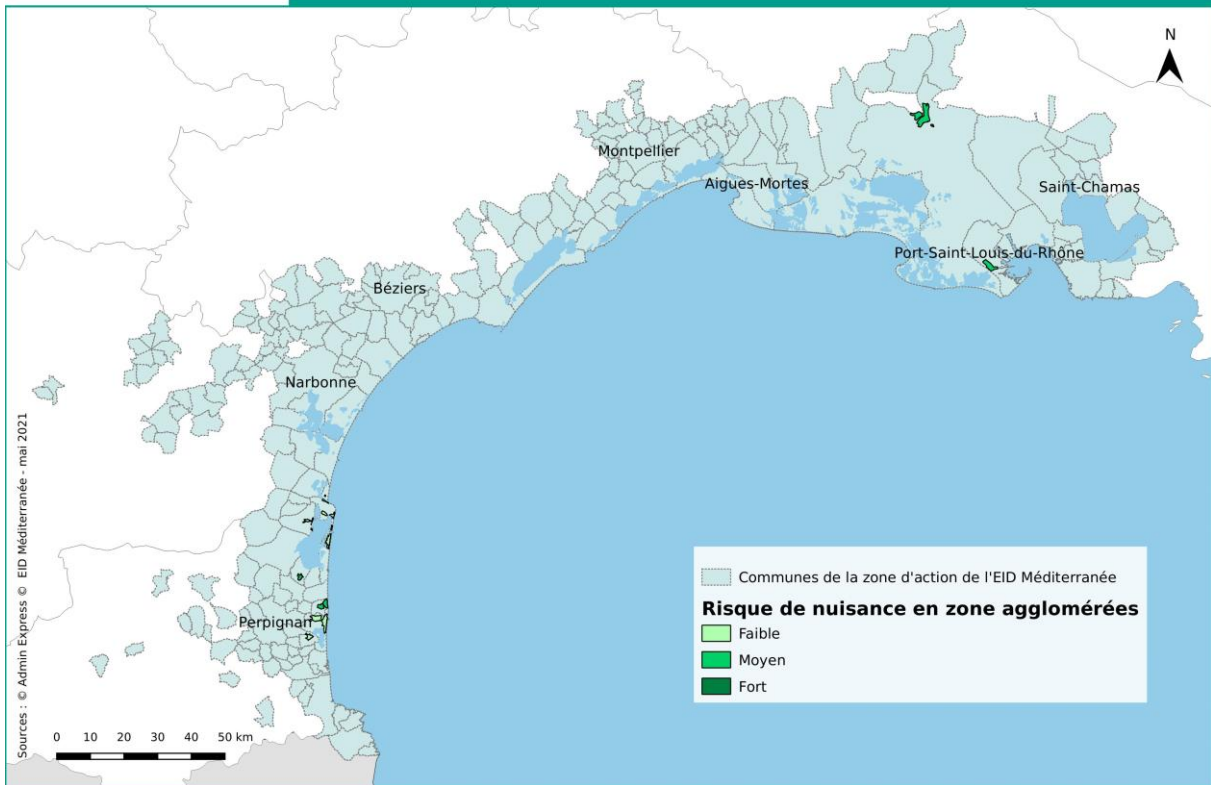 N
Montpellier
Aigues-Mortes
Saint-Chamas
Port-Saint-Louis-du-Rhône
Béziers
Narbonne
Perpignan
Sources : © Admin Express © EID Méditerranée - mai 2021
0 10 20 30 40 50 km
Communes de la zone d'action de l'EID Méditerranée
Risque de nuisance en zone agglomérées
Faible
Moyen
Fort